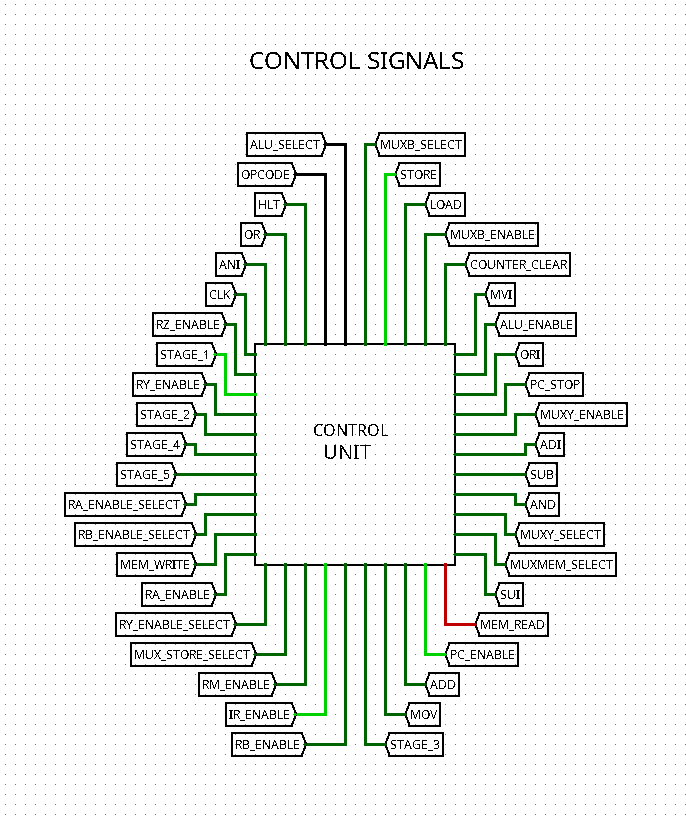 CONTROL SIGNALS
ALU_SELECT
MUXB_SELECT
OPCODE
STORE
HLT
LOAD
OR
MUXB_ENABLE
ANI
COUNTER_CLEAR
CLK
MVI
RZ_ENABLE
ALU_ENABLE
STAGE_1
ORI
RY_ENABLE
PC_STOP
STAGE_2
MUXY_ENABLE
CONTROL
UNIT
STAGE_4
ADI
STAGE_5
SUB
RA_ENABLE_SELECT
AND
RB_ENABLE_SELECT
MUXY_SELECT
MEM_WRITE
MUXMEM_SELECT
RA_ENABLE
SUI
RY_ENABLE_SELECT
MEM_READ
MUX_STORE_SELECT
PC_ENABLE
RM_ENABLE
ADD
IR_ENABLE
MOV
RB_ENABLE
STAGE_3